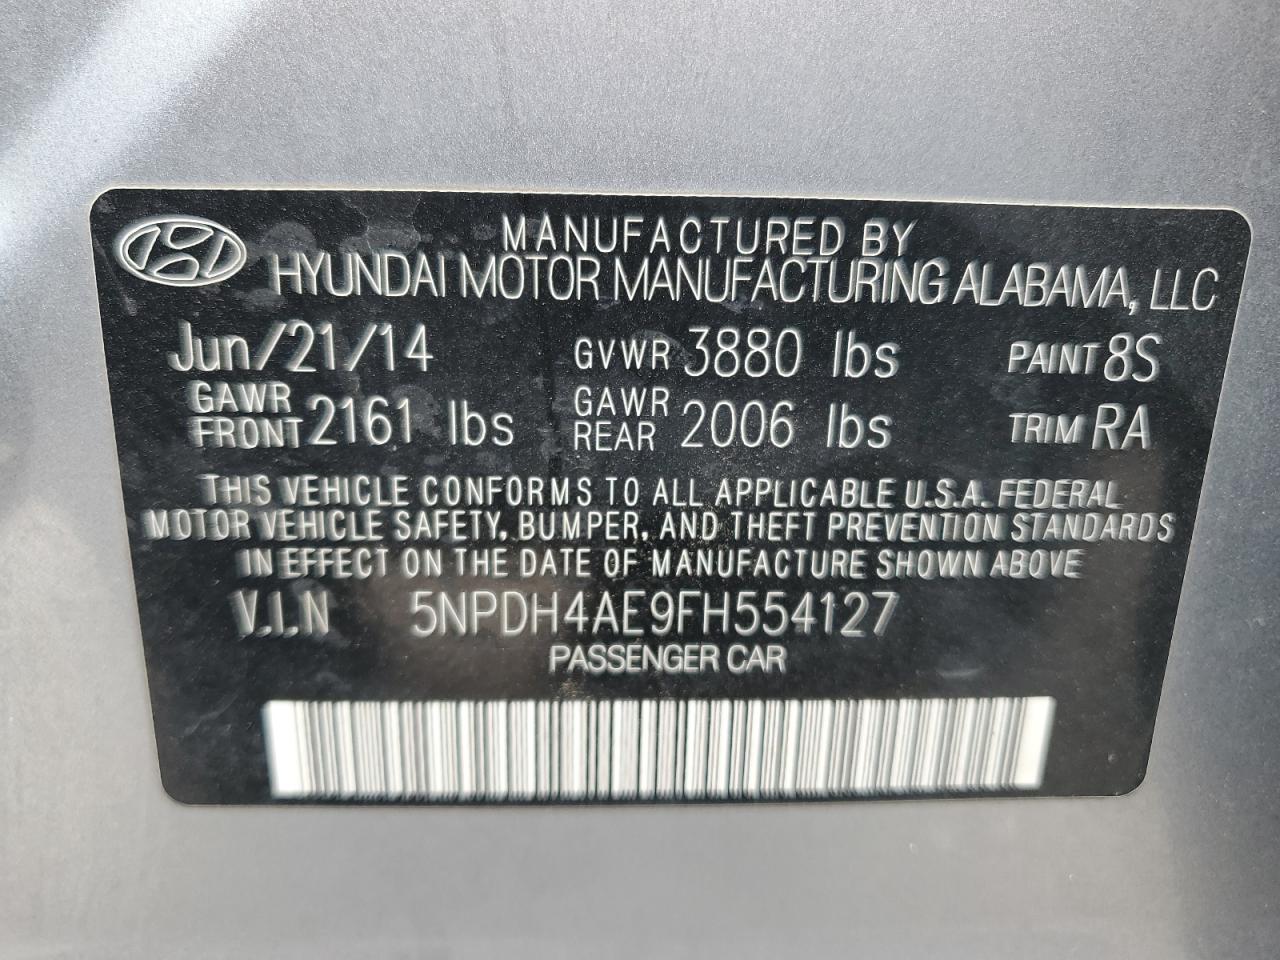 MANUFACTURED BY
HYUNDAI MOTOR MANUFACTURING ALABAMA, LLC
Jun/21/14 GVWR 3880 lbs PAINT 8S
GAWR FRONT 2161 lbs GAWR REAR 2006 lbs TRIM RA
THIS VEHICLE CONFORMS TO ALL APPLICABLE U.S.A. FEDERAL
MOTOR VEHICLE SAFETY, BUMPER, AND THEFT PREVENTION STANDARDS
IN EFFECT ON THE DATE OF MANUFACTURE SHOWN ABOVE
V.I.N 5NPDH4AE9FH554127
PASSENGER CAR